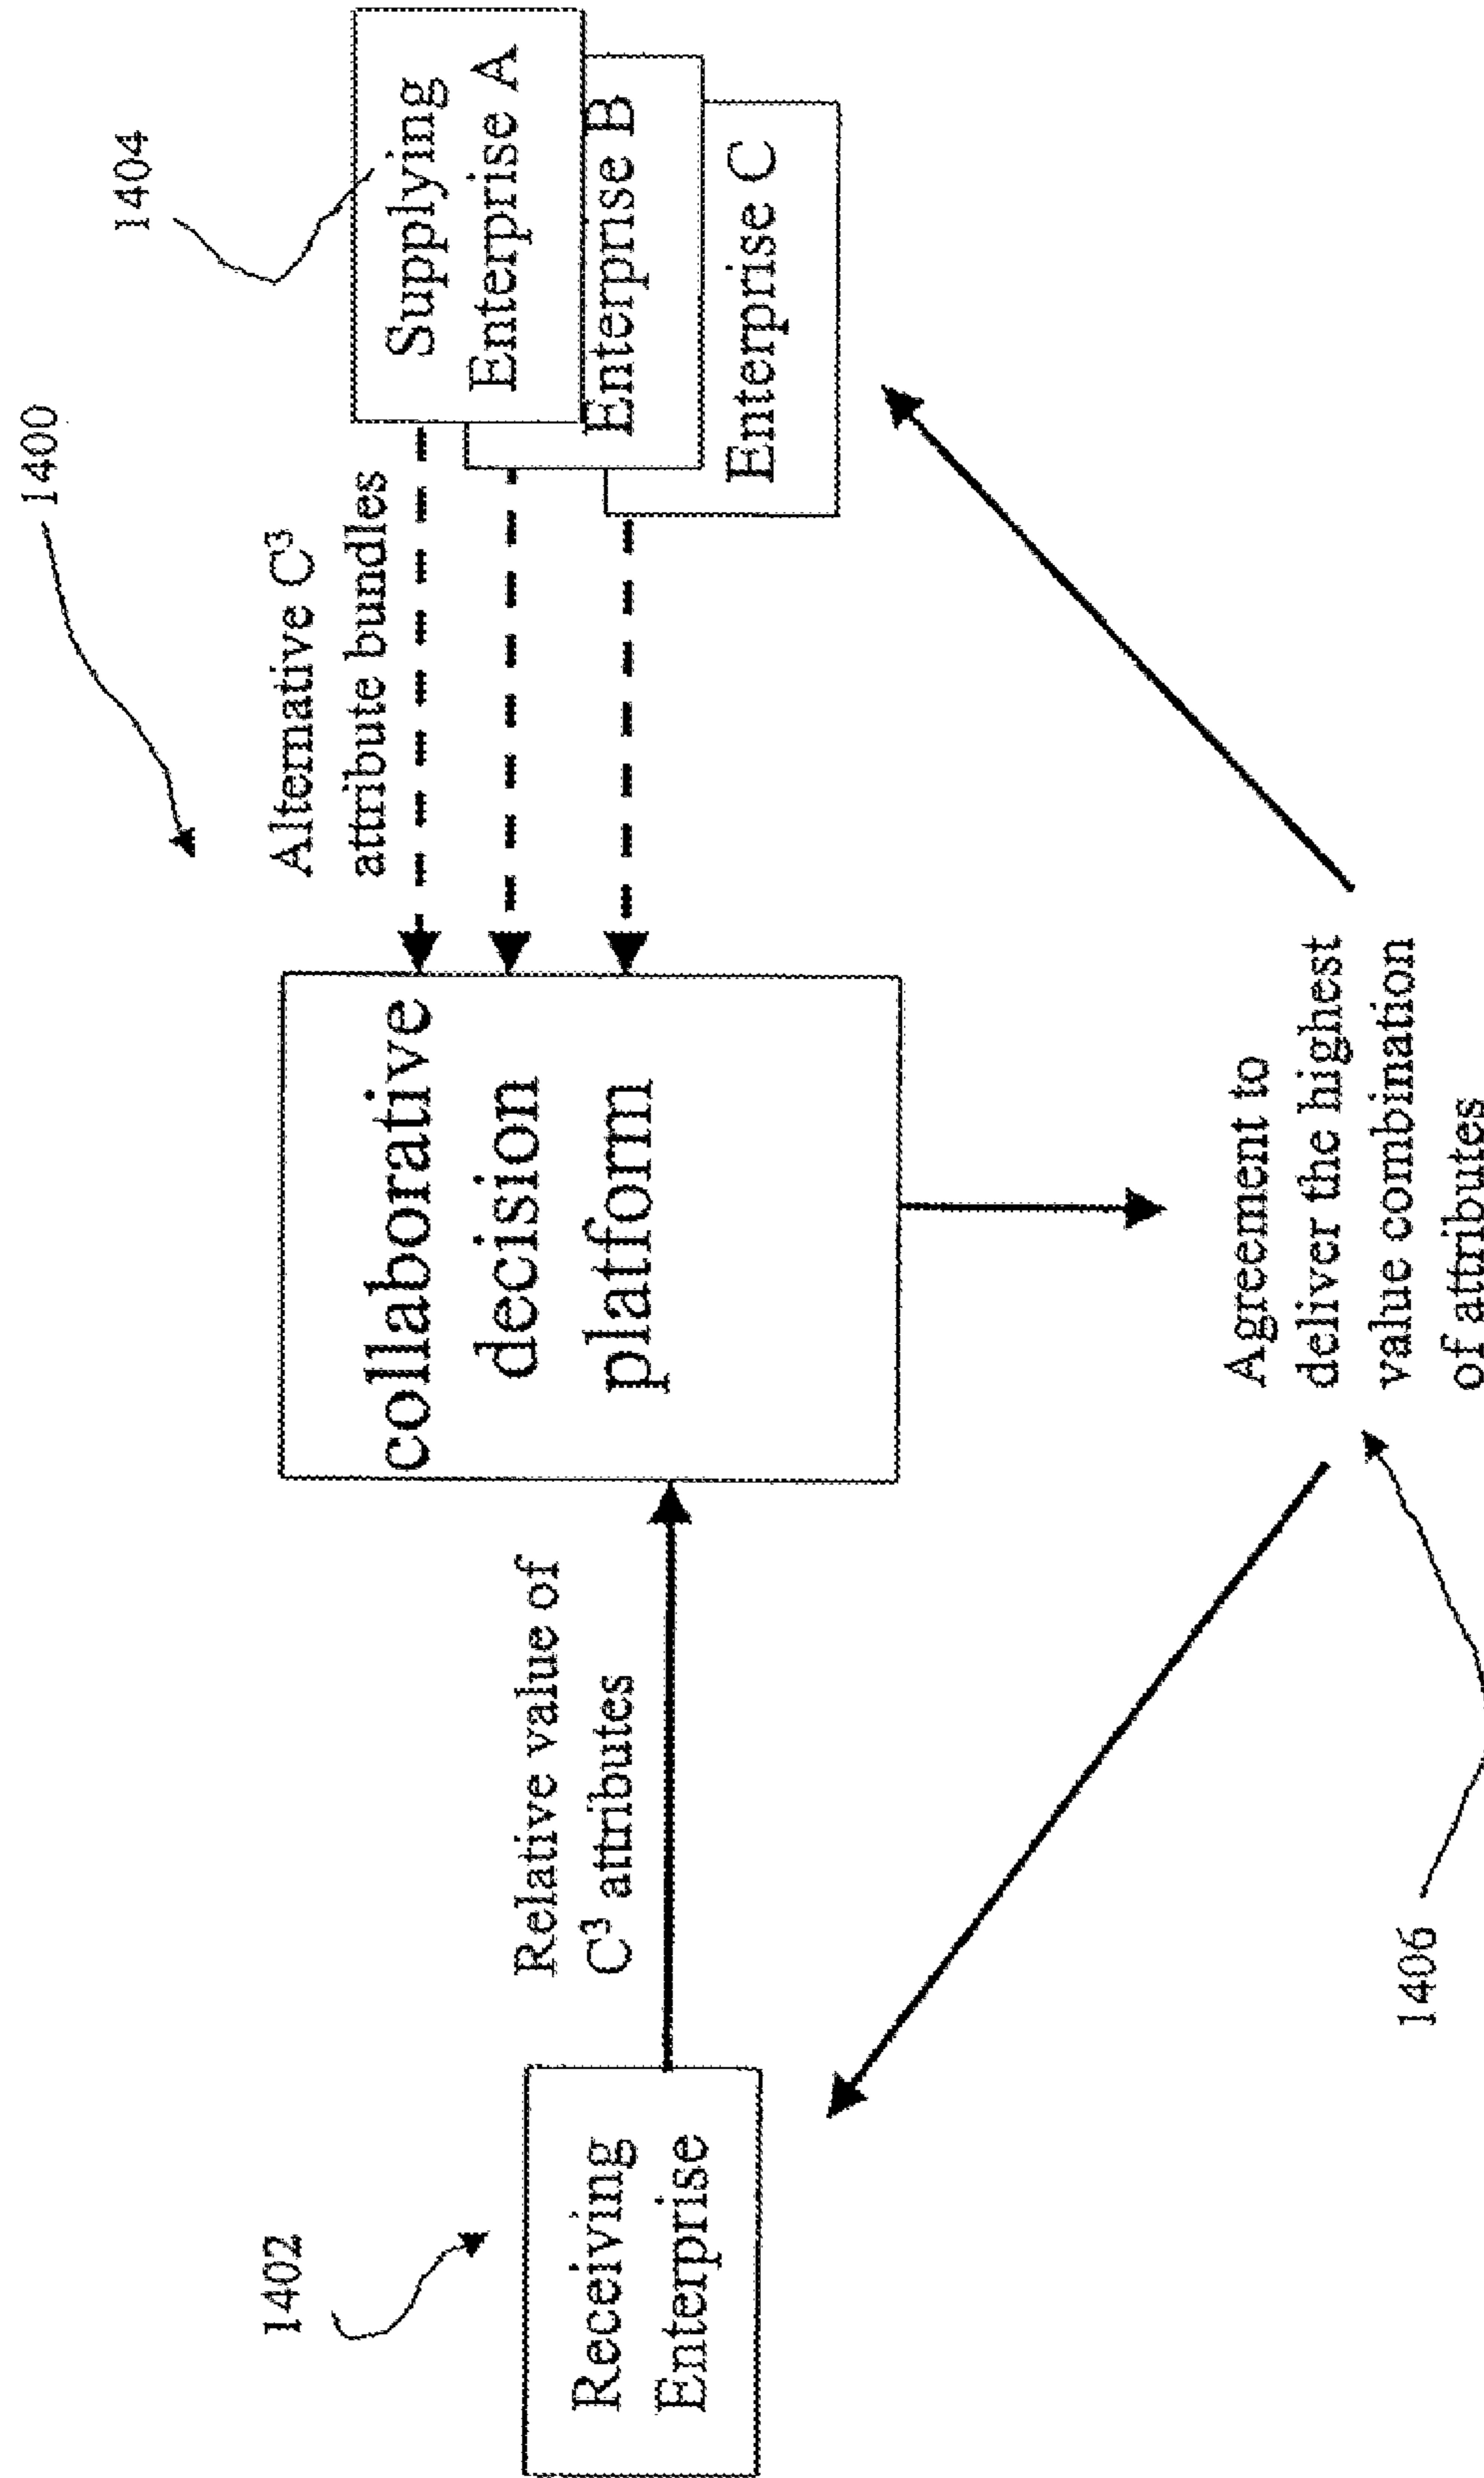 1400
1404
1402
Alternative C³
attribute bundles
Supplying
Enterprise A
Enterprise B
Enterprise C
collaborative
decision
platform
Relative value of
C³ attributes
Receiving
Enterprise
Agreement to
deliver the highest
value combination
of attributes
1406